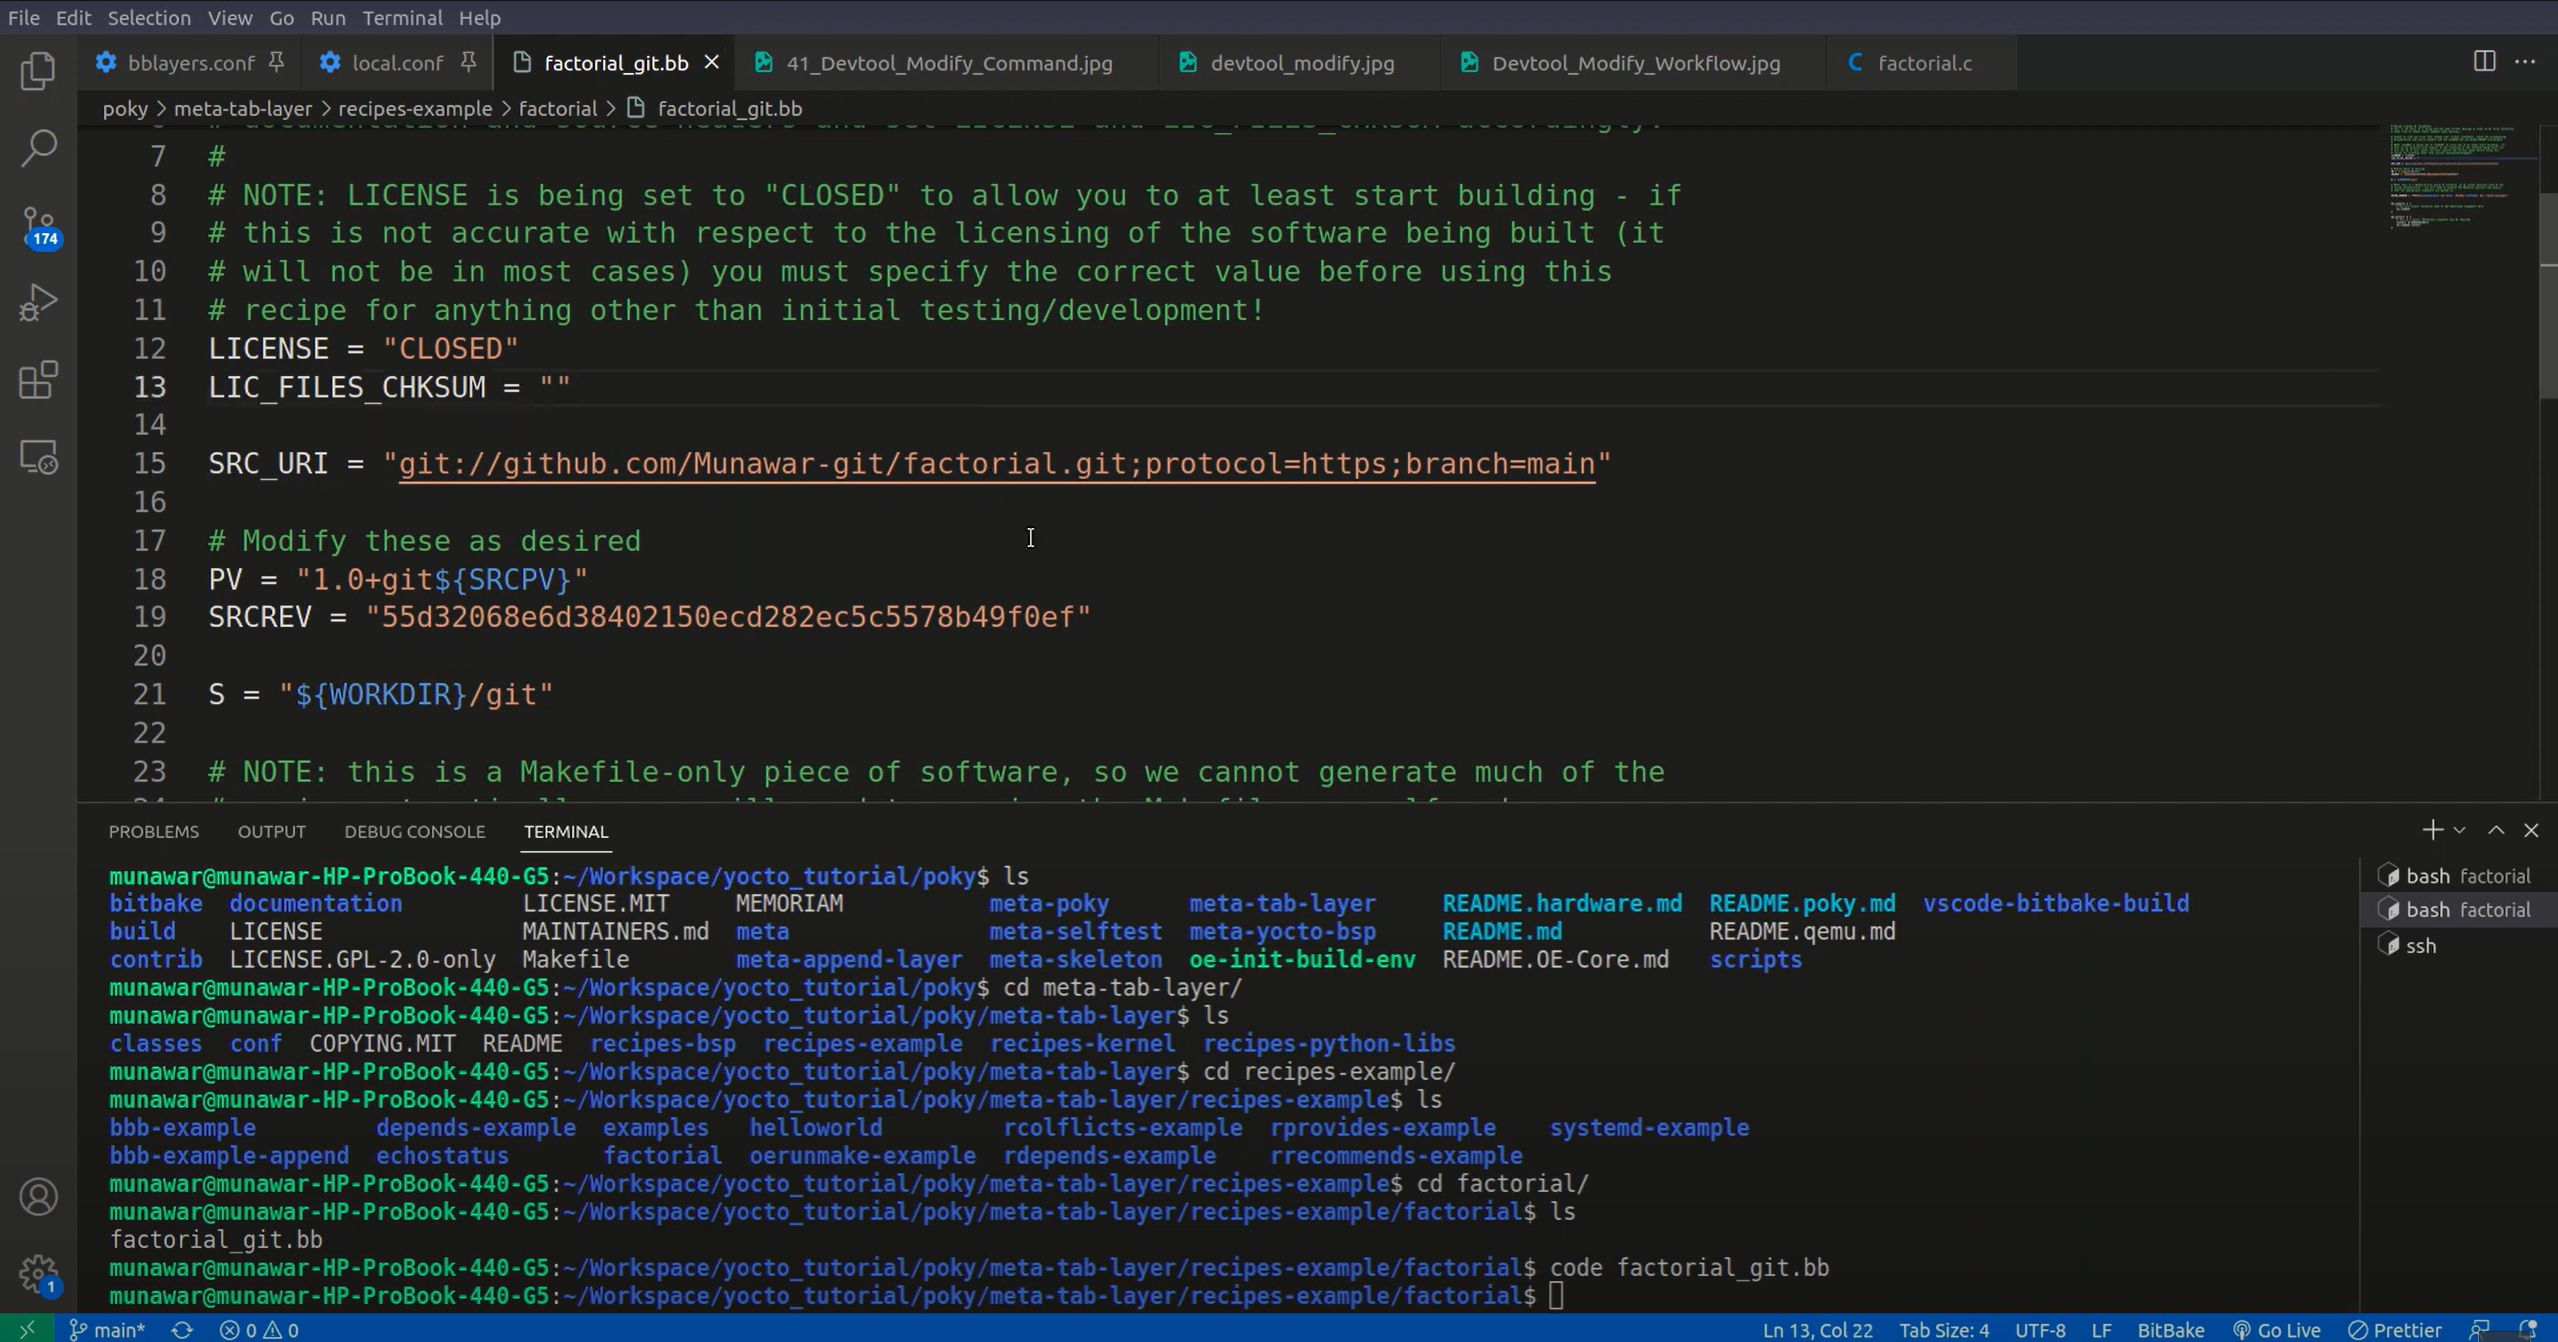 File Edit Selection View Go Run Terminal Help
bblayers.conf local.conf factorial_git.bb 41_Devtool_Modify_Command.jpg devtool_modify.jpg Devtool_Modify_Workflow.jpg C factorial.c
poky > meta-tab-layer > recipes-example > factorial > factorial_git.bb
7 #
8 # NOTE: LICENSE is being set to "CLOSED" to allow you to at least start building - if
9 # this is not accurate with respect to the licensing of the software being built (it
10 # will not be in most cases) you must specify the correct value before using this
11 # recipe for anything other than initial testing/development!
12 LICENSE = "CLOSED"
13 LIC_FILES_CHKSUM = ""
14
15 SRC_URI = "git://github.com/Munawar-git/factorial.git;protocol=https;branch=main"
16
17 # Modify these as desired
18 PV = "1.0+git${SRCPV}"
19 SRCREV = "55d32068e6d38402150ecd282ec5c5578b49f0ef"
20
21 S = "${WORKDIR}/git"
22
23 # NOTE: this is a Makefile-only piece of software, so we cannot generate much of the
174
PROBLEMS OUTPUT DEBUG CONSOLE TERMINAL
munawar@munawar-HP-ProBook-440-G5:~/Workspace/yocto_tutorial/poky$ ls
bitbake documentation LICENSE.MIT MEMORIAM meta-poky meta-tab-layer README.hardware.md README.poky.md vscode-bitbake-build
build LICENSE MAINTAINERS.md meta meta-selftest meta-yocto-bsp README.md README.qemu.md
contrib LICENSE.GPL-2.0-only Makefile meta-append-layer meta-skeleton oe-init-build-env README.OE-Core.md scripts
munawar@munawar-HP-ProBook-440-G5:~/Workspace/yocto_tutorial/poky$ cd meta-tab-layer/
munawar@munawar-HP-ProBook-440-G5:~/Workspace/yocto_tutorial/poky/meta-tab-layer$ ls
classes conf COPYING.MIT README recipes-bsp recipes-example recipes-kernel recipes-python-libs
munawar@munawar-HP-ProBook-440-G5:~/Workspace/yocto_tutorial/poky/meta-tab-layer$ cd recipes-example/
munawar@munawar-HP-ProBook-440-G5:~/Workspace/yocto_tutorial/poky/meta-tab-layer/recipes-example$ ls
bbb-example depends-example examples helloworld rcolflicts-example rprovides-example systemd-example
bbb-example-append echostatus factorial oerunmake-example rdepends-example rrecommends-example
munawar@munawar-HP-ProBook-440-G5:~/Workspace/yocto_tutorial/poky/meta-tab-layer/recipes-example$ cd factorial/
munawar@munawar-HP-ProBook-440-G5:~/Workspace/yocto_tutorial/poky/meta-tab-layer/recipes-example/factorial$ ls
factorial_git.bb
munawar@munawar-HP-ProBook-440-G5:~/Workspace/yocto_tutorial/poky/meta-tab-layer/recipes-example/factorial$ code factorial_git.bb
munawar@munawar-HP-ProBook-440-G5:~/Workspace/yocto_tutorial/poky/meta-tab-layer/recipes-example/factorial$
bash factorial
bash factorial
ssh
1
main* 0 0 Ln 13, Col 22 Tab Size: 4 UTF-8 LF BitBake Go Live Prettier